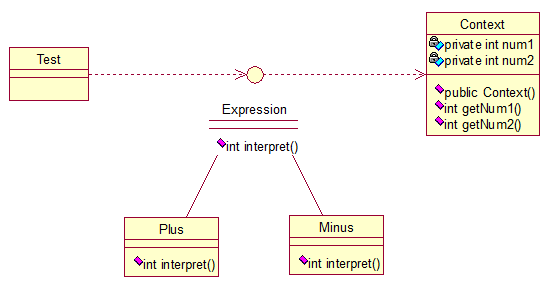 Context
private int num1
private int num2
public Context()
int getNum1()
int getNum2()
Test
Expression
int interpret()
Plus
int interpret()
Minus
int interpret()